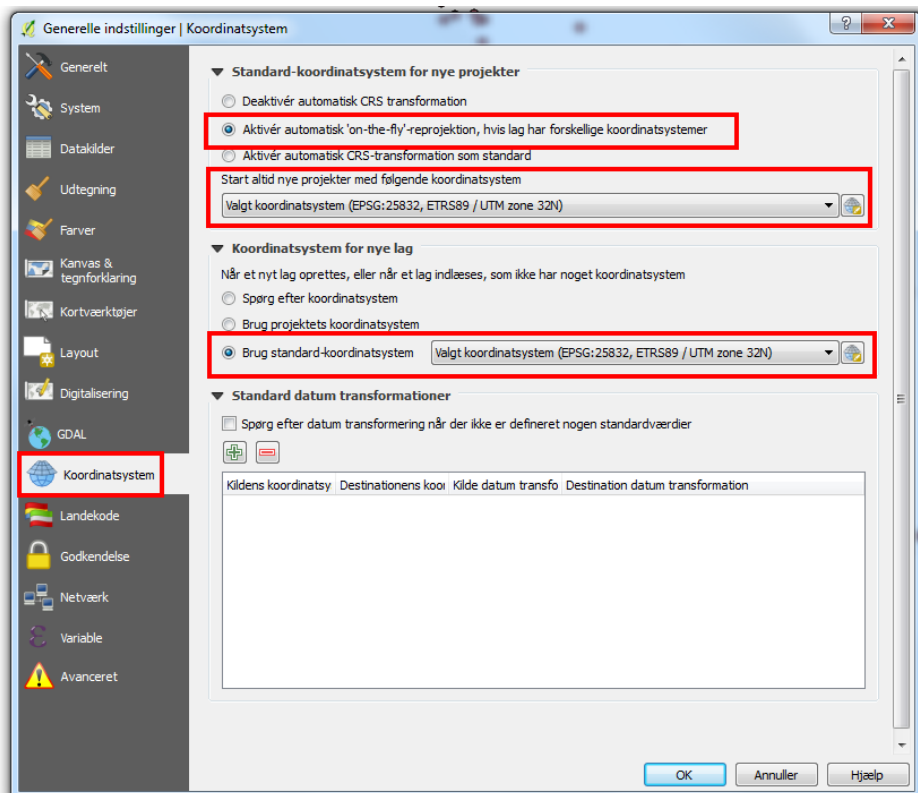 Generelle indstillinger | Koordinatsystem
Generelt
System
Datakilder
Udtegning
Farver
Kanvas &
tegnforklaring
Kortværktøjer
Layout
Digitalisering
GDAL
Koordinatsystem
Landekode
Godkendelse
Netværk
Variable
Avanceret
Standard-koordinatsystem for nye projekter
Deaktivér automatisk CRS transformation
Aktivér automatisk 'on-the-fly'-reprojektion, hvis lag har forskellige koordinatsystemer
Aktivér automatisk CRS-transformation som standard
Start altid nye projekter med følgende koordinatsystem
Valgt koordinatsystem (EPSG:25832, ETRS89 / UTM zone 32N)
Koordinatsystem for nye lag
Når et nyt lag oprettes, eller når et lag indlæses, som ikke har noget koordinatsystem
Spørg efter koordinatsystem
Brug projektets koordinatsystem
Brug standard-koordinatsystem Valgt koordinatsystem (EPSG:25832, ETRS89 / UTM zone 32N)
Standard datum transformationer
Spørg efter datum transformering når der ikke er defineret nogen standardværdier
Kildens koordinatsy Destinationens kooı Kilde datum transfo Destination datum transformation
OK Annuller Hjælp